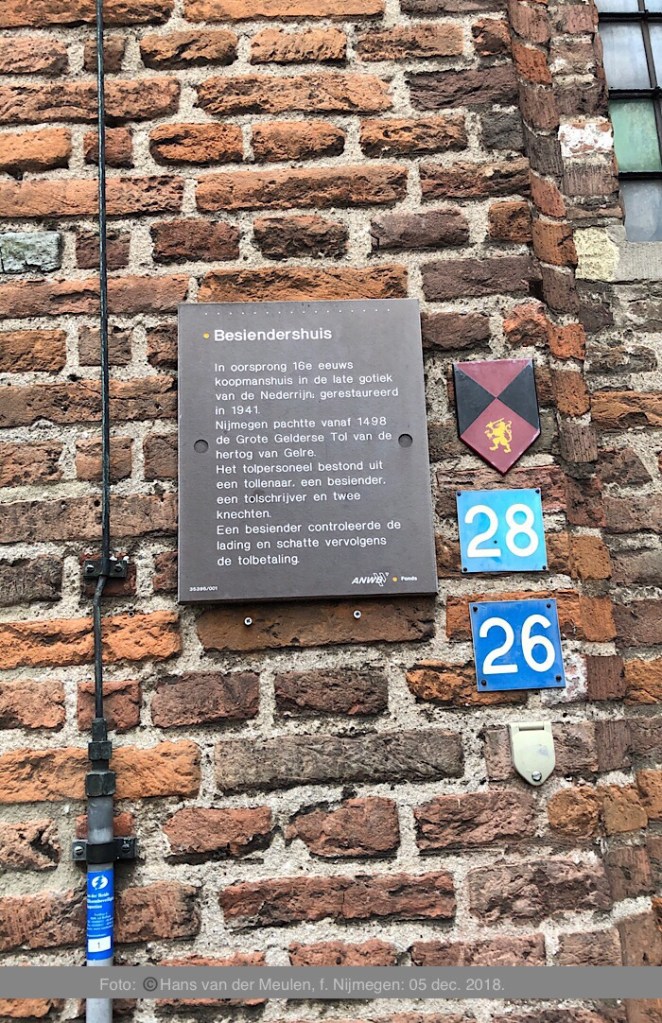 Besiendershuis
In oorsprong 16e eeuws
koopmanshuis in de late gotiek
van de Nederrijn; gerestaureerd
in 1941.
Nijmegen pachtte vanaf 1498
de Grote Gelderse Tol van de
hertog van Gelre.
Het tolpersoneel bestond uit
een tollenaar, een besiender,
een tolschrijver en twee
knechten.
Een besiender controleerde de
lading en schatte vervolgens
de tolbetaling.
35395/001
ANWB Fonds
28
26
1
Foto: © Hans van der Meulen, f. Nijmegen: 05 dec. 2018.